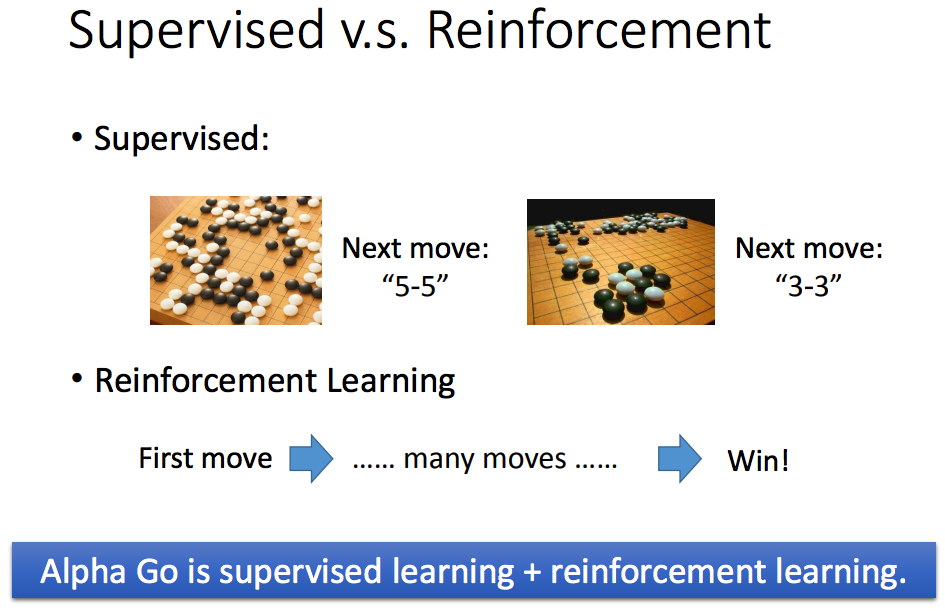 Supervised v.s. Reinforcement
• Supervised:
Next move:
“5-5”
Next move:
“3-3”
• Reinforcement Learning
First move
…… many moves ……
Win!
Alpha Go is supervised learning + reinforcement learning.